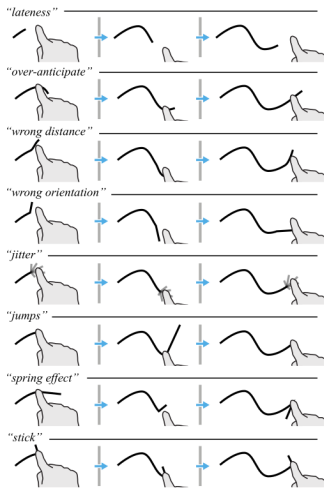 “lateness”
“over-anticipate”
“wrong distance”
“wrong orientation”
“jitter”
“jumps”
“spring effect”
“stick”